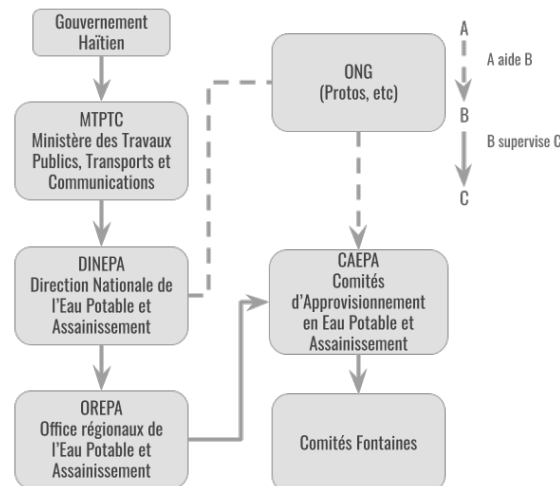 Gouvernement
Haïtien
MTPTC
Ministère des Travaux
Publics, Transports et
Communications
DINEPA
Direction Nationale de
l'Eau Potable et
Assainissement
OREPA
Office régionaux de
l'Eau Potable et
Assainissement
ONG
(Protos, etc)
CAEPA
Comités
d'Approvisionnement
en Eau Potable et
Assainissement
Comités Fontaines
A
A aide B
B
B supervise C
C